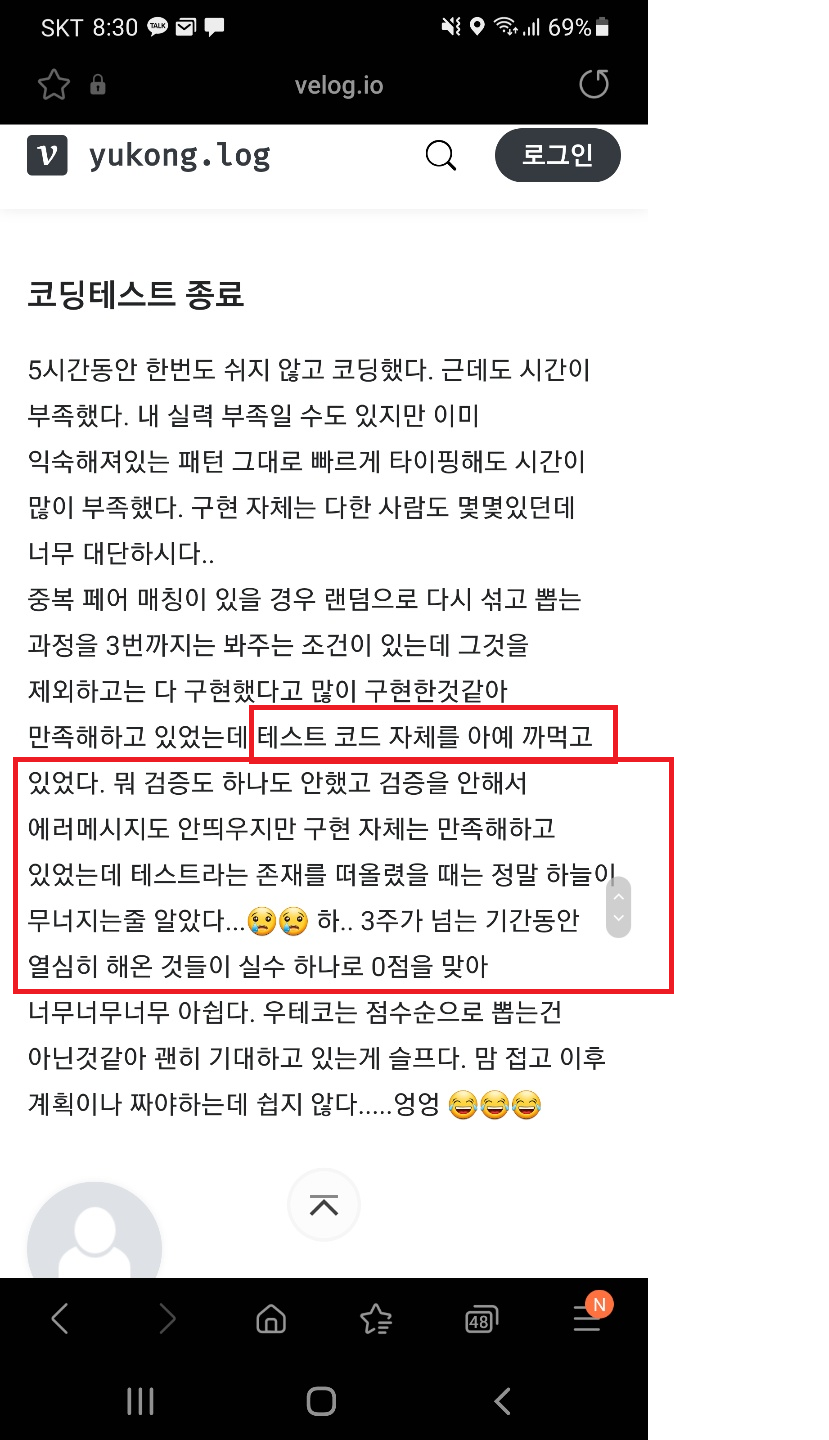 SKT 8:30 TALK 69%
velog.io
v yukong.log 로그인
코딩테스트 종료
5시간동안 한번도 쉬지 않고 코딩했다. 근데도 시간이
부족했다. 내 실력 부족일 수도 있지만 이미
익숙해져있는 패턴 그대로 빠르게 타이핑해도 시간이
많이 부족했다. 구현 자체는 다한 사람도 몇몇있던데
너무 대단하시다..
중복 페어 매칭이 있을 경우 랜덤으로 다시 섞고 뽑는
과정을 3번까지는 봐주는 조건이 있는데 그것을
제외하고는 다 구현했다고 많이 구현한것같아
만족해하고 있었는데 테스트 코드 자체를 아예 까먹고
있었다. 뭐 검증도 하나도 안했고 검증을 안해서
에러메시지도 안띄우지만 구현 자체는 만족해하고
있었는데 테스트라는 존재를 떠올렸을 때는 정말 하늘이
무너지는줄 알았다...😢😢 하.. 3주가 넘는 기간동안
열심히 해온 것들이 실수 하나로 0점을 맞아
너무너무너무 아쉽다. 우테코는 점수순으로 뽑는건
아닌것같아 괜히 기대하고 있는게 슬프다. 맘 접고 이후
계획이나 짜야하는데 쉽지 않다.....엉엉 😂😂😂
48 N